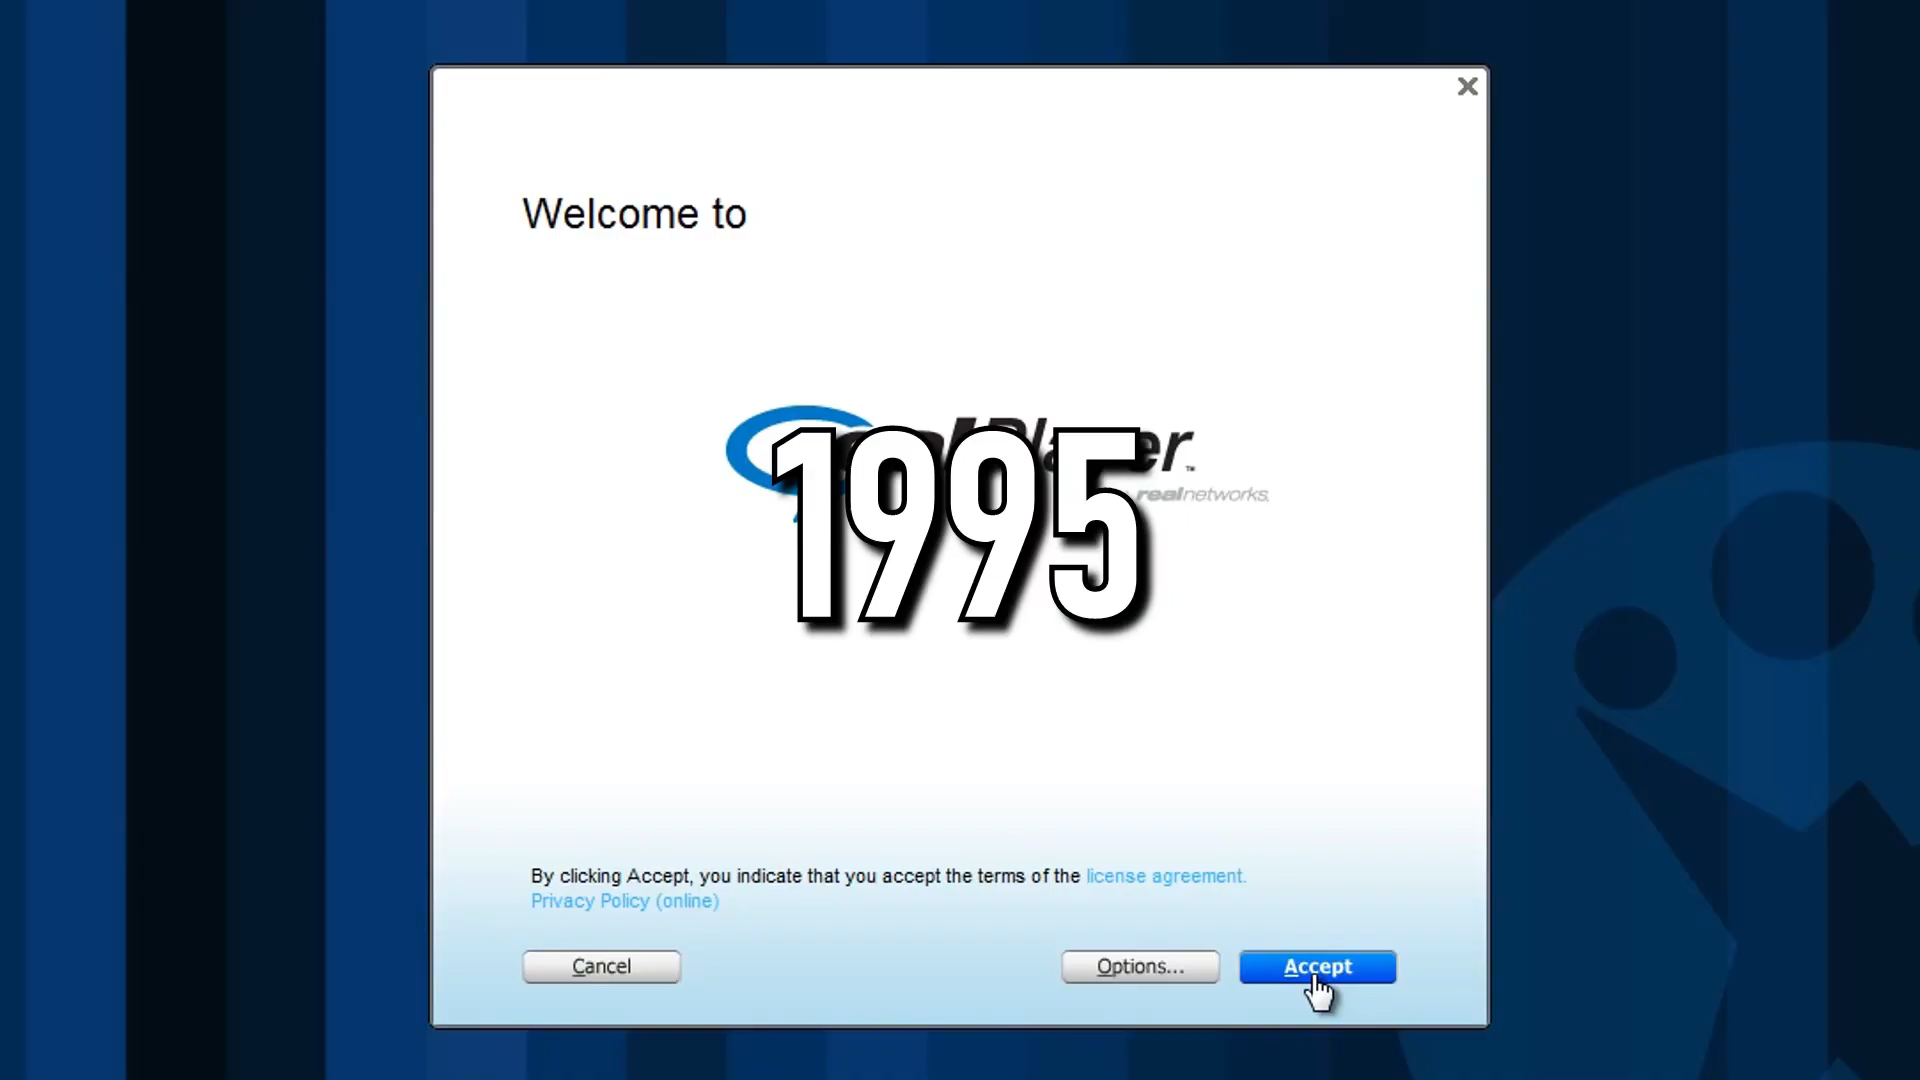 Welcome to
1995
realnetworks.
By clicking Accept, you indicate that you accept the terms of the license agreement.
Privacy Policy (online)
Cancel
Options...
Accept